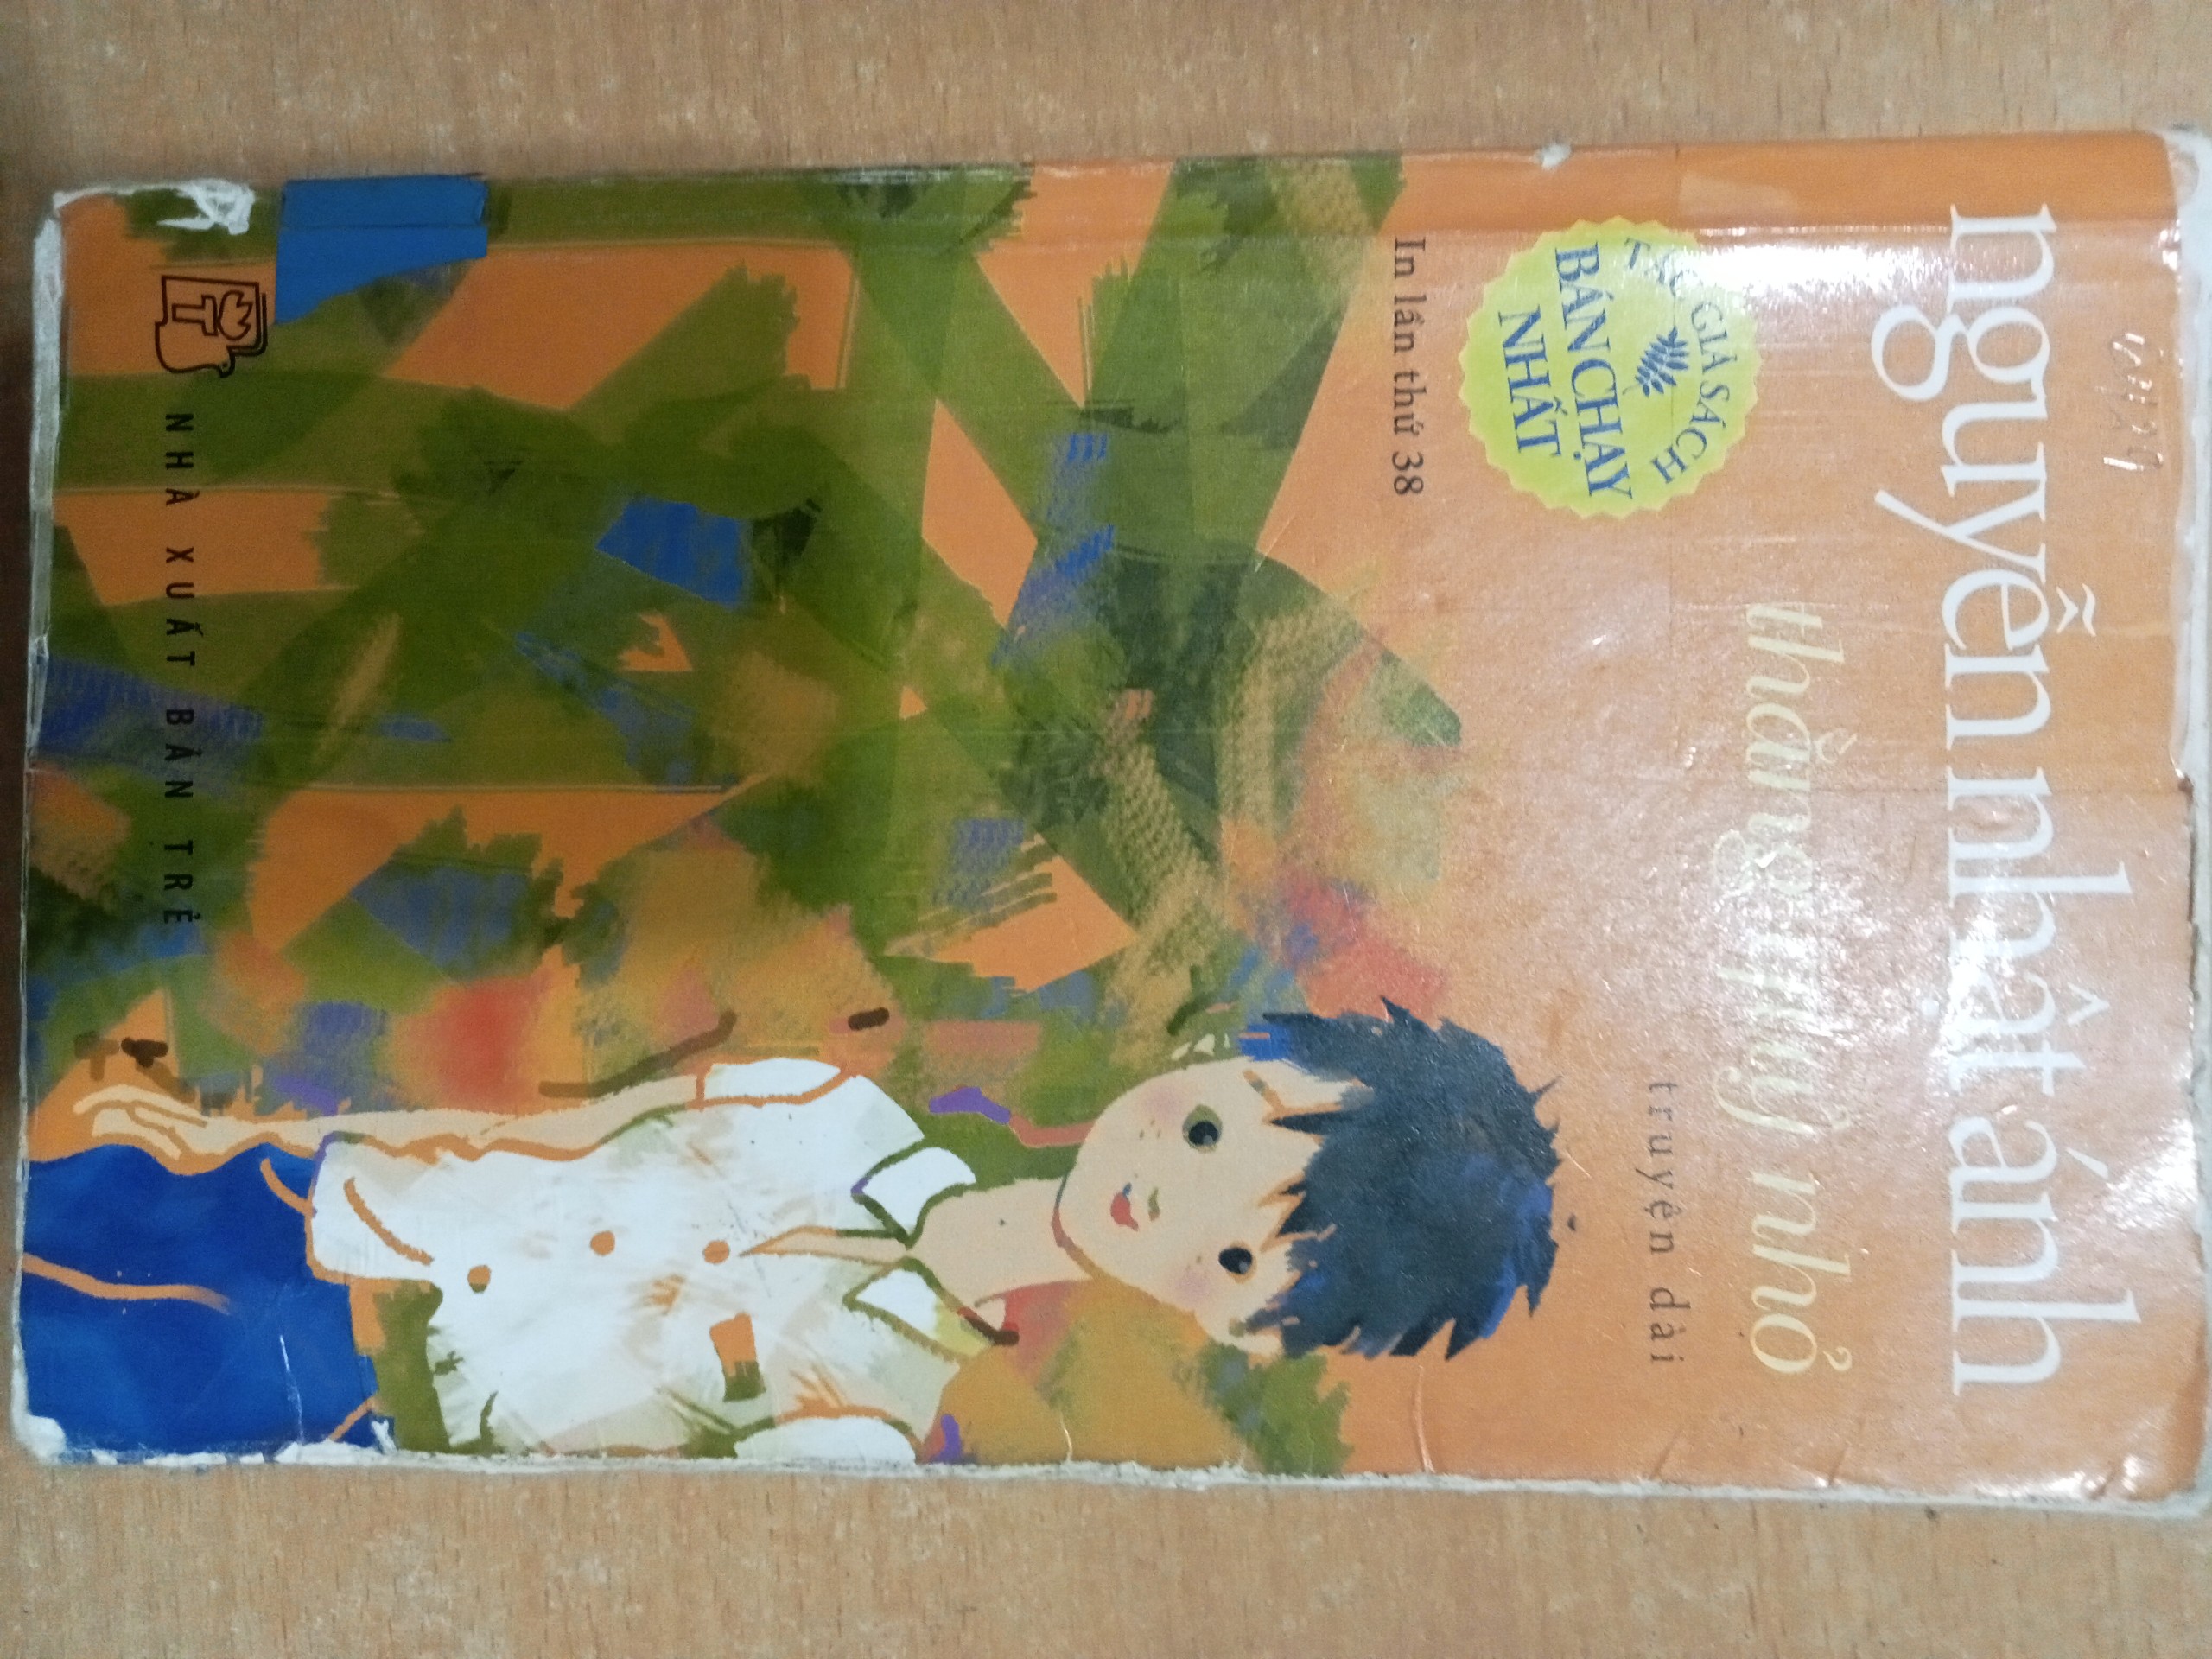 nguyễn nhật ánh
thằng quỷ nhỏ
truyện dài
TÁC GIẢ SÁCH
BÁN CHẠY
NHẤT
In lần thứ 38
NHÀ XUẤT BẢN TRẺ